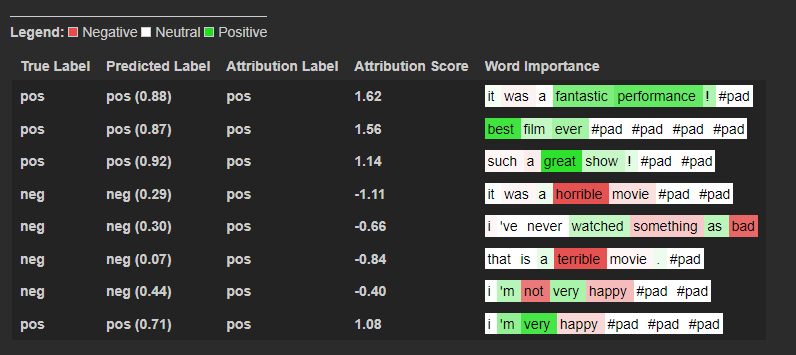 Legend: Negative Neutral Positive
True Label Predicted Label Attribution Label Attribution Score Word Importance
pos pos (0.88) pos 1.62 it was a fantastic performance ! #pad
pos pos (0.87) pos 1.56 best film ever #pad #pad #pad #pad
pos pos (0.92) pos 1.14 such a great show ! #pad #pad
neg neg (0.29) pos -1.11 it was a horrible movie #pad #pad
neg neg (0.30) pos -0.66 i 've never watched something as bad
neg neg (0.07) pos -0.84 that is a terrible movie . #pad
neg neg (0.44) pos -0.40 i 'm not very happy #pad #pad
pos pos (0.71) pos 1.08 i 'm very happy #pad #pad #pad